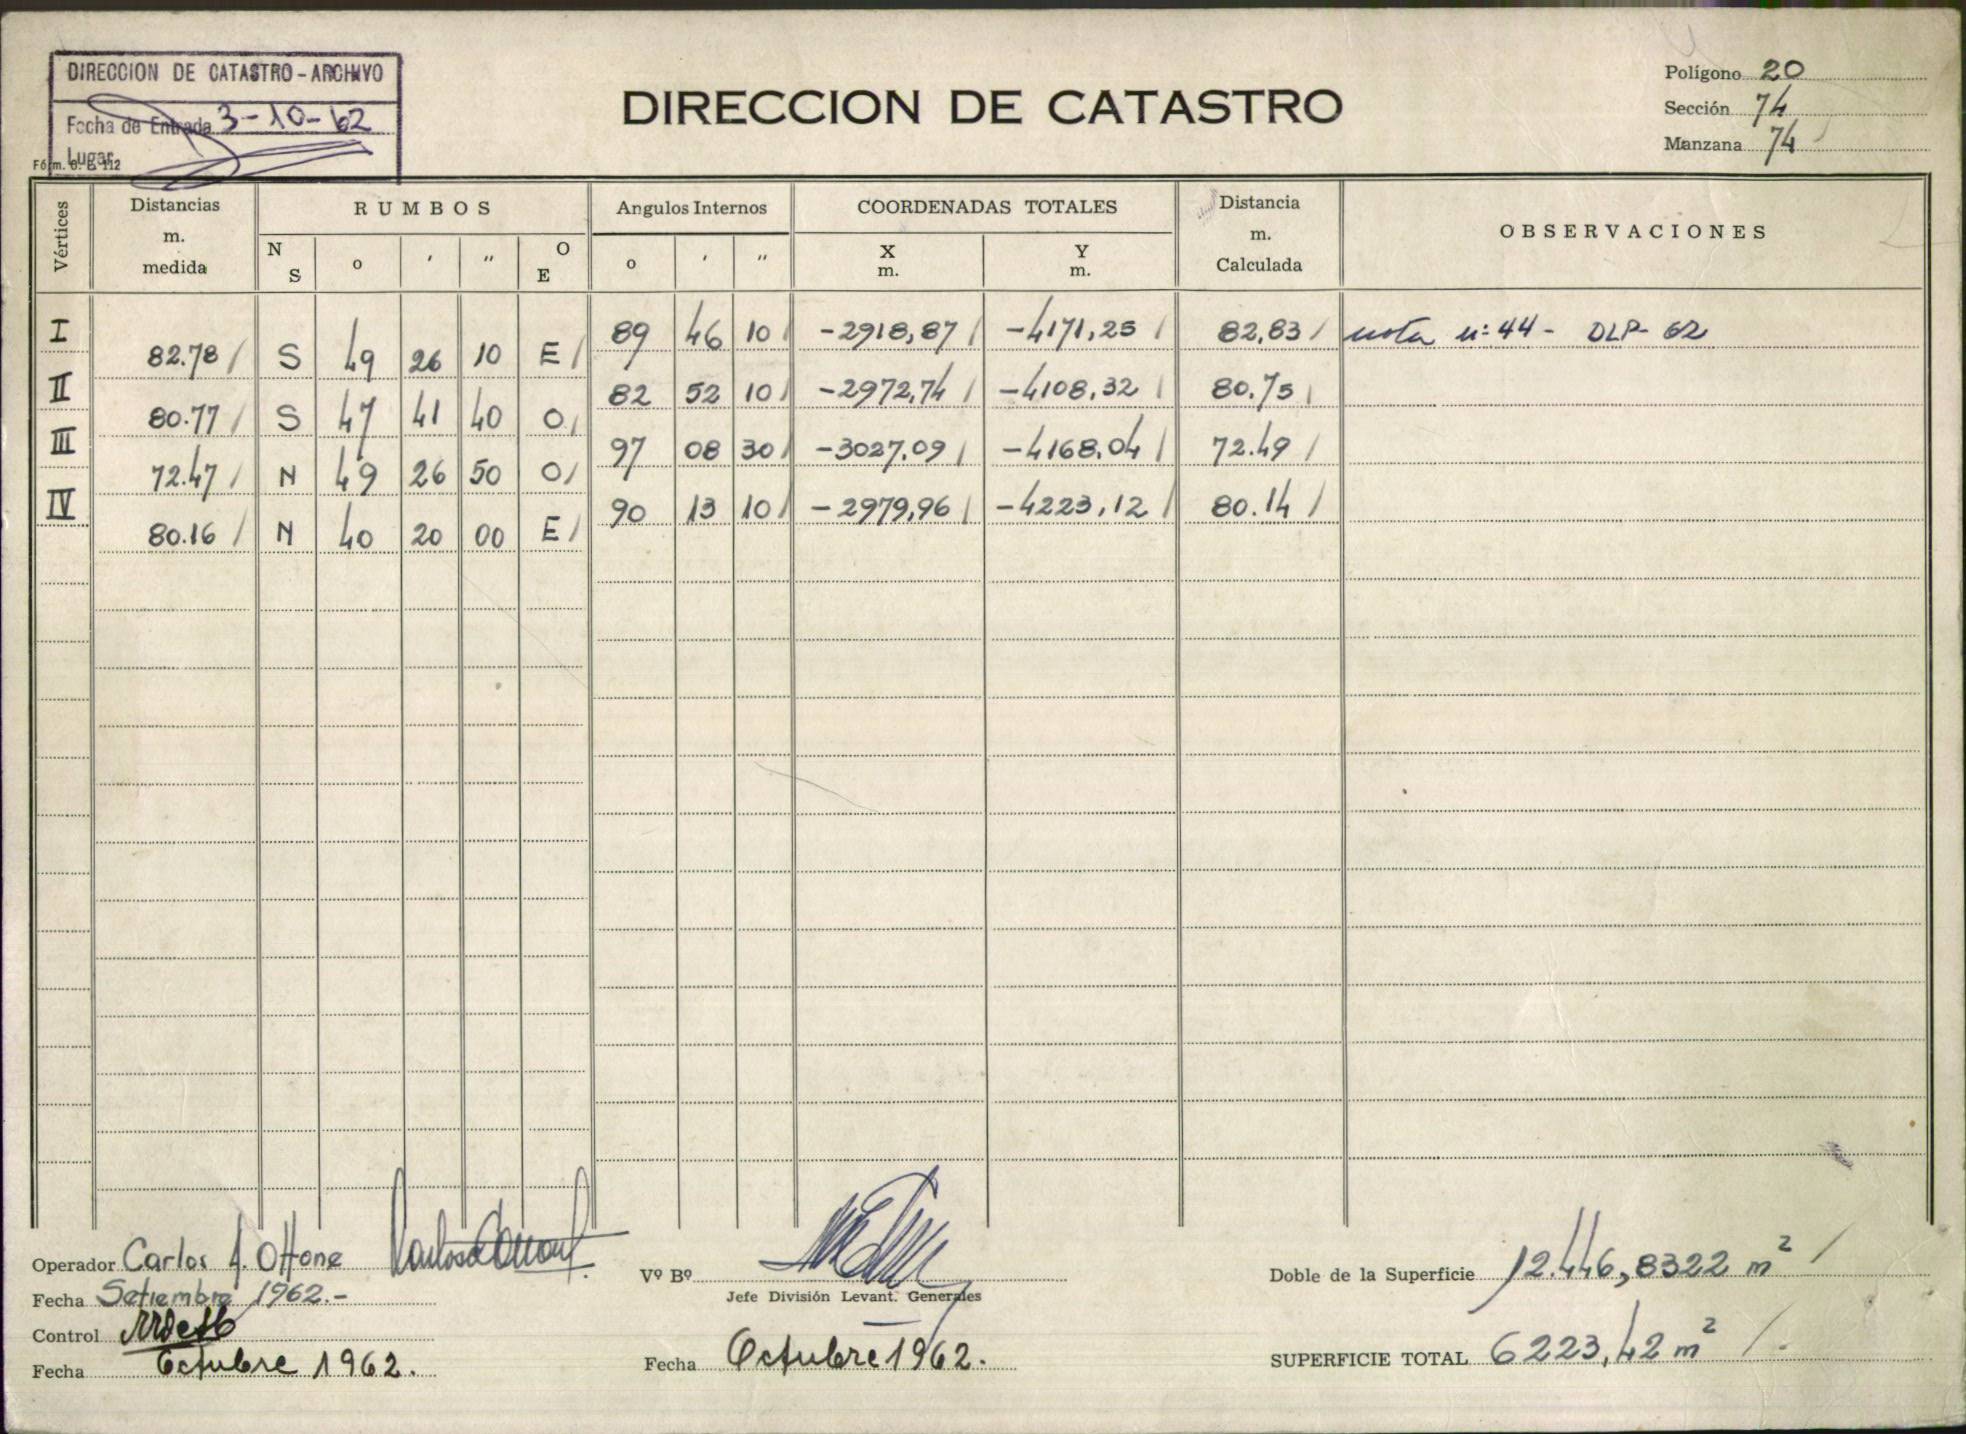 DIRECCION DE CATASTRO - ARCHIVO
Fecha de Entrada 3-10-62
Lugar
Fórm. D. C. 112
DIRECCION DE CATASTRO
Polígono 20
Sección 74
Manzana 74
Vértices
Distancias m. medida
RUMBOS
N S
o
'
"
O E
Angulos Internos
o
'
"
COORDENADAS TOTALES
X m.
Y m.
Distancia m. Calculada
OBSERVACIONES
I 89 46 10 -2918,87 -4171,25 82,83 nota nº 44 - DLP- 62
82.78 S 49 26 10 E
II 82 52 10 -2972,74 -4108,32 80.75
80.77 S 47 41 40 O
III 97 08 30 -3027,09 -4168,04 72.49
72.47 N 49 26 50 O
IV 90 13 10 -2979,96 -4223,12 80.14
80.16 N 40 20 00 E
Operador Carlos A. Ottone
Fecha Setiembre 1962.-
Control
Fecha Octubre 1962.
Vº Bº
Jefe División Levant. Generales
Fecha Octubre 1962.
Doble de la Superficie 12.446,8322 m²
SUPERFICIE TOTAL 6223,42 m²